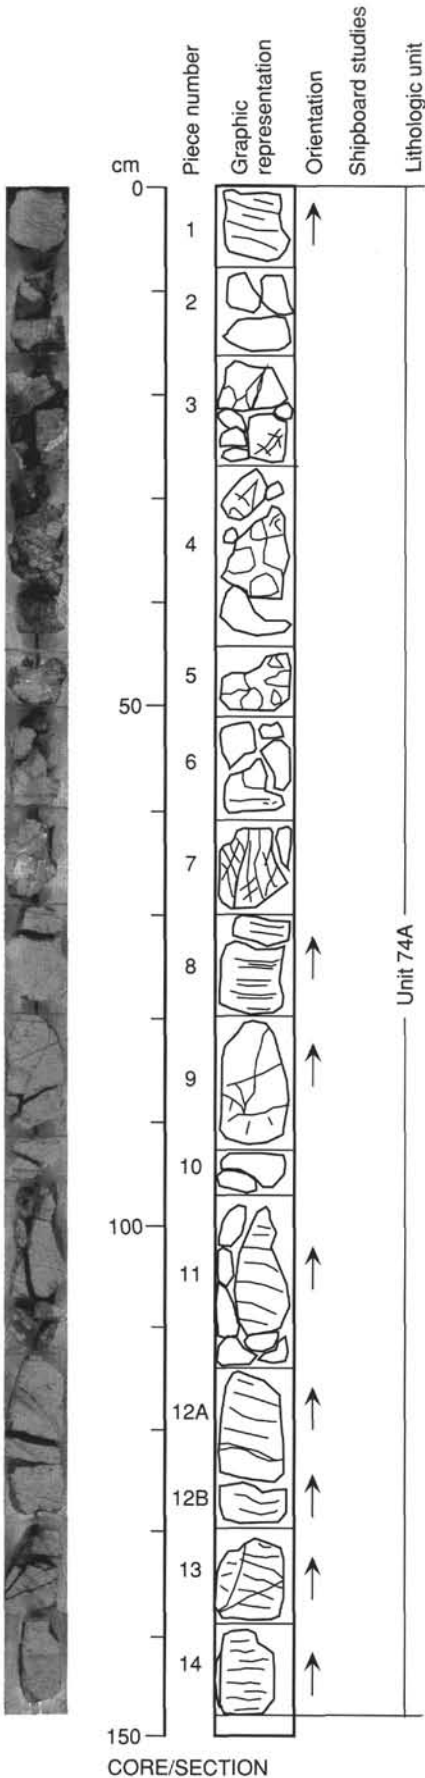 Piece number
Graphic
representation
Orientation
Shipboard studies
Lithologic unit
cm
0
1
2
3
4
5
50
6
7
8
Unit 74A
9
10
100
11
12A
12B
13
14
150
CORE/SECTION